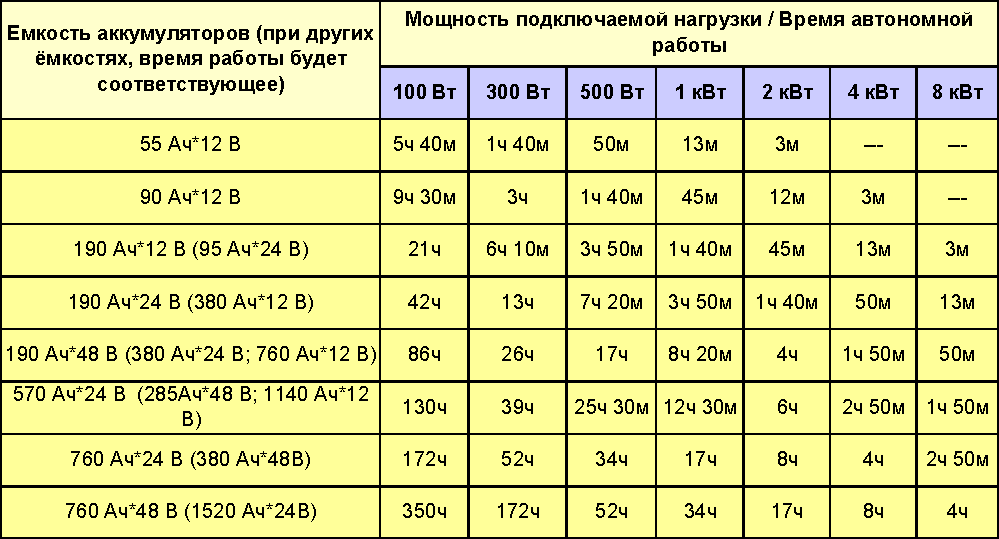 Емкость аккумуляторов (при других
ёмкостях, время работы будет
соответствующее)
Мощность подключаемой нагрузки / Время автономной
работы
100 Вт 300 Вт 500 Вт 1 кВт 2 кВт 4 кВт 8 кВт
55 Ач*12 В 5ч 40м 1ч 40м 50м 13м 3м --- ---
90 Ач*12 В 9ч 30м 3ч 1ч 40м 45м 12м 3м ---
190 Ач*12 В (95 Ач*24 В) 21ч 6ч 10м 3ч 50м 1ч 40м 45м 13м 3м
190 Ач*24 В (380 Ач*12 В) 42ч 13ч 7ч 20м 3ч 50м 1ч 40м 50м 13м
190 Ач*48 В (380 Ач*24 В; 760 Ач*12 В) 86ч 26ч 17ч 8ч 20м 4ч 1ч 50м 50м
570 Ач*24 В (285Ач*48 В; 1140 Ач*12
В) 130ч 39ч 25ч 30м 12ч 30м 6ч 2ч 50м 1ч 50м
760 Ач*24 В (380 Ач*48В) 172ч 52ч 34ч 17ч 8ч 4ч 2ч 50м
760 Ач*48 В (1520 Ач*24В) 350ч 172ч 52ч 34ч 17ч 8ч 4ч